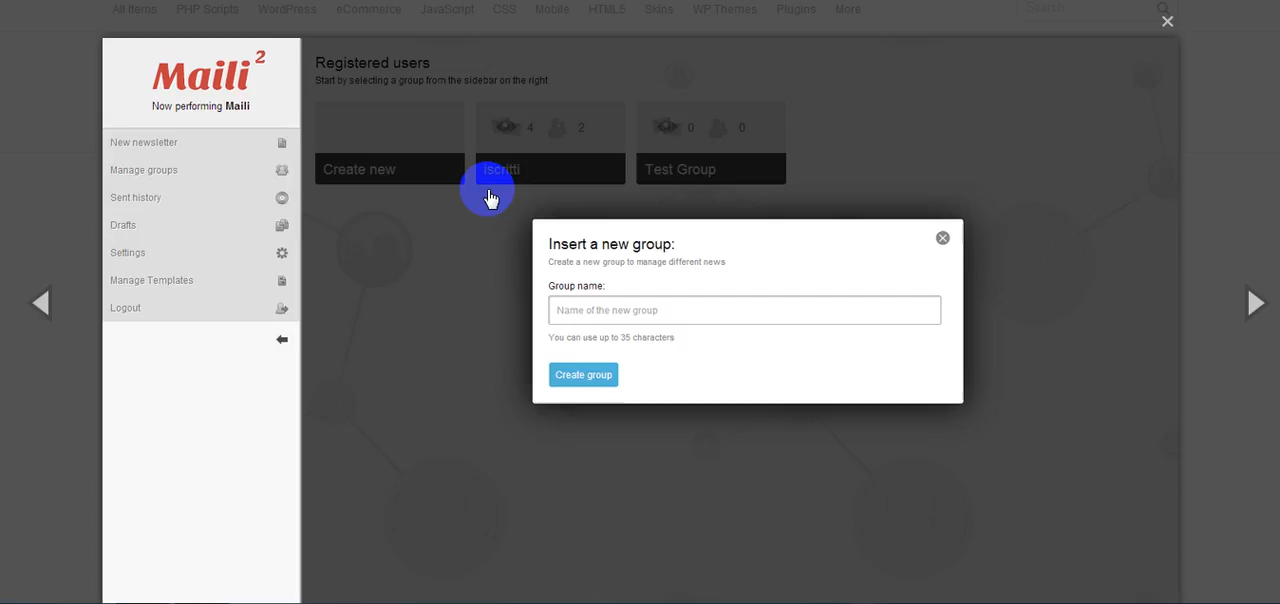 All Items PHP Scripts WordPress eCommerce JavaScript CSS Mobile HTML5 Skins WP Themes Plugins More Search
Maili 2
Now performing Maili
New newsletter
Manage groups
Sent history
Drafts
Settings
Manage Templates
Logout
Registered users
Start by selecting a group from the sidebar on the right
4 2
0 0
Create new
iscritti
Test Group
Insert a new group:
Create a new group to manage different news
Group name:
Name of the new group
You can use up to 35 characters
Create group